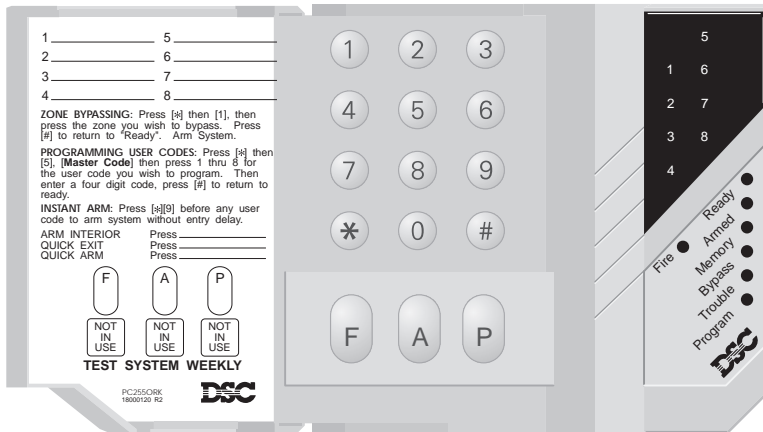 1 5
2 6
3 7
4 8
ZONE BYPASSING: Press [✻] then [1], then
press the zone you wish to bypass. Press
[#] to return to "Ready". Arm System.
PROGRAMMING USER CODES: Press [✻] then
[5], [Master Code] then press 1 thru 8 for
the user code you wish to program. Then
enter a four digit code, press [#] to return to
ready.
INSTANT ARM: Press [✻][9] before any user
code to arm system without entry delay.
ARM INTERIOR Press
QUICK EXIT Press
QUICK ARM Press
F A P
NOT IN USE
NOT IN USE
NOT IN USE
TEST SYSTEM WEEKLY
PC255ORK
18000120 R2
DSC
1 2 3
4 5 6
7 8 9
✻ 0 #
F A P
5
1 6
2 7
3 8
4
Ready
Armed
Memory
Bypass
Trouble
Program
Fire
DSC